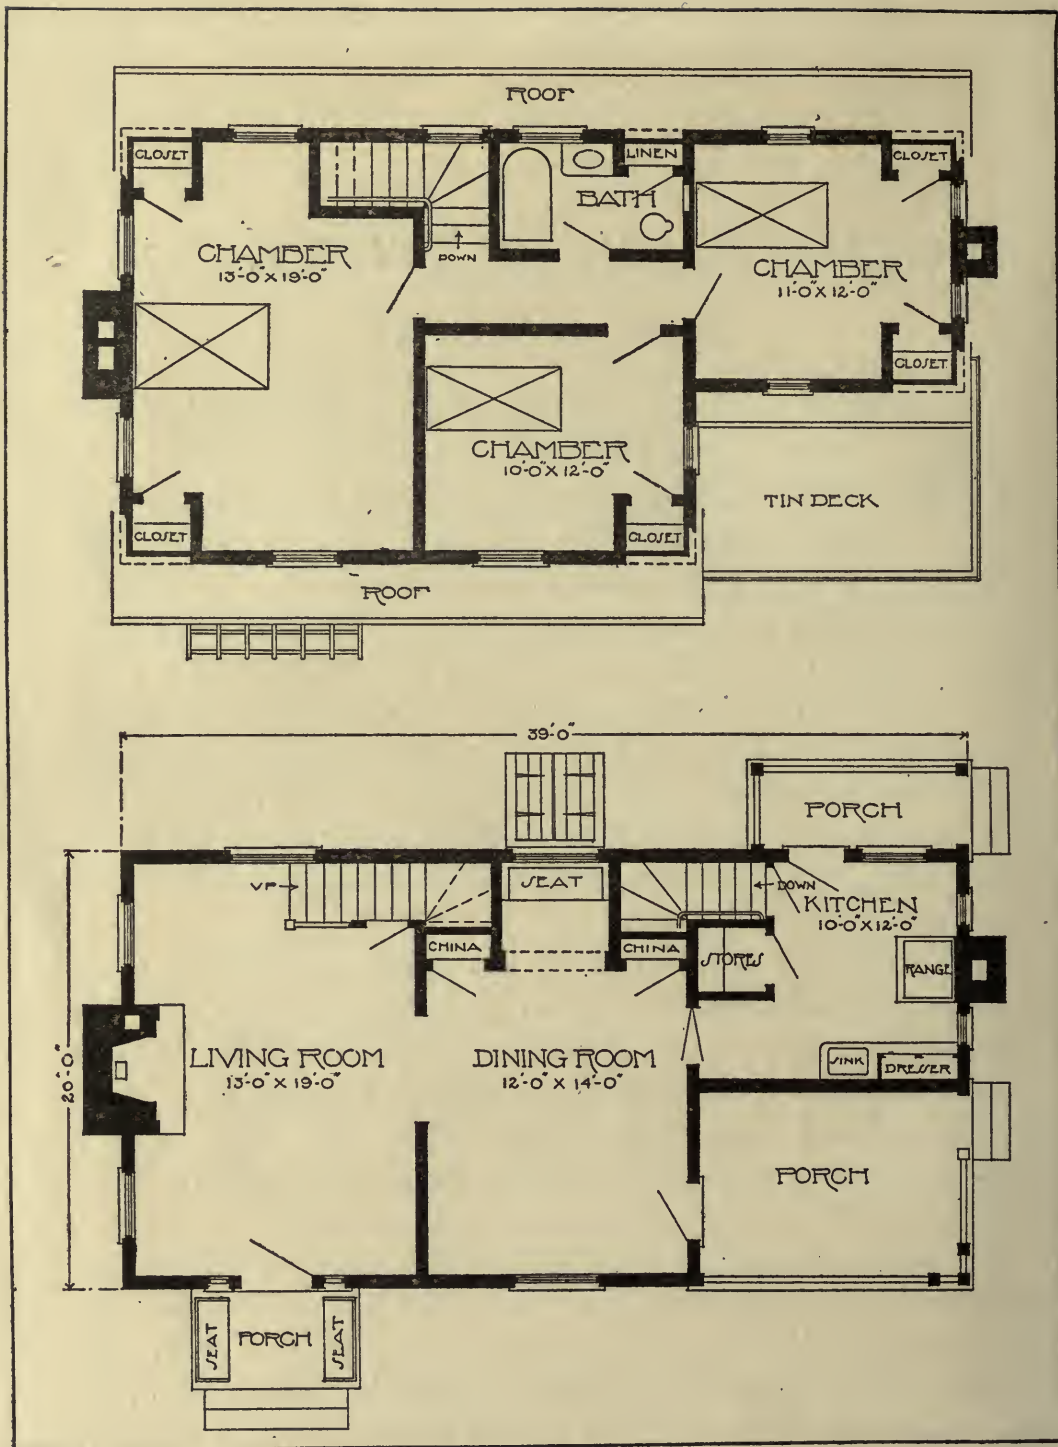 ROOF
CLOSET
LINEN
CLOSET
BATH
DOWN
CHAMBER
13'-0" X 19'-0"
CHAMBER
11'-0" X 12'-0"
CLOSET
CHAMBER
10'-0" X 12'-0"
TIN DECK
CLOSET
CLOSET
ROOF
39'-0"
PORCH
UP
SEAT
DOWN
KITCHEN
10'-0" X 12'-0"
CHINA
CHINA
STORES
RANGE
20'-0"
LIVING ROOM
13'-0" X 19'-0"
DINING ROOM
12'-0" X 14'-0"
SINK
DRESSER
PORCH
SEAT
PORCH
SEAT